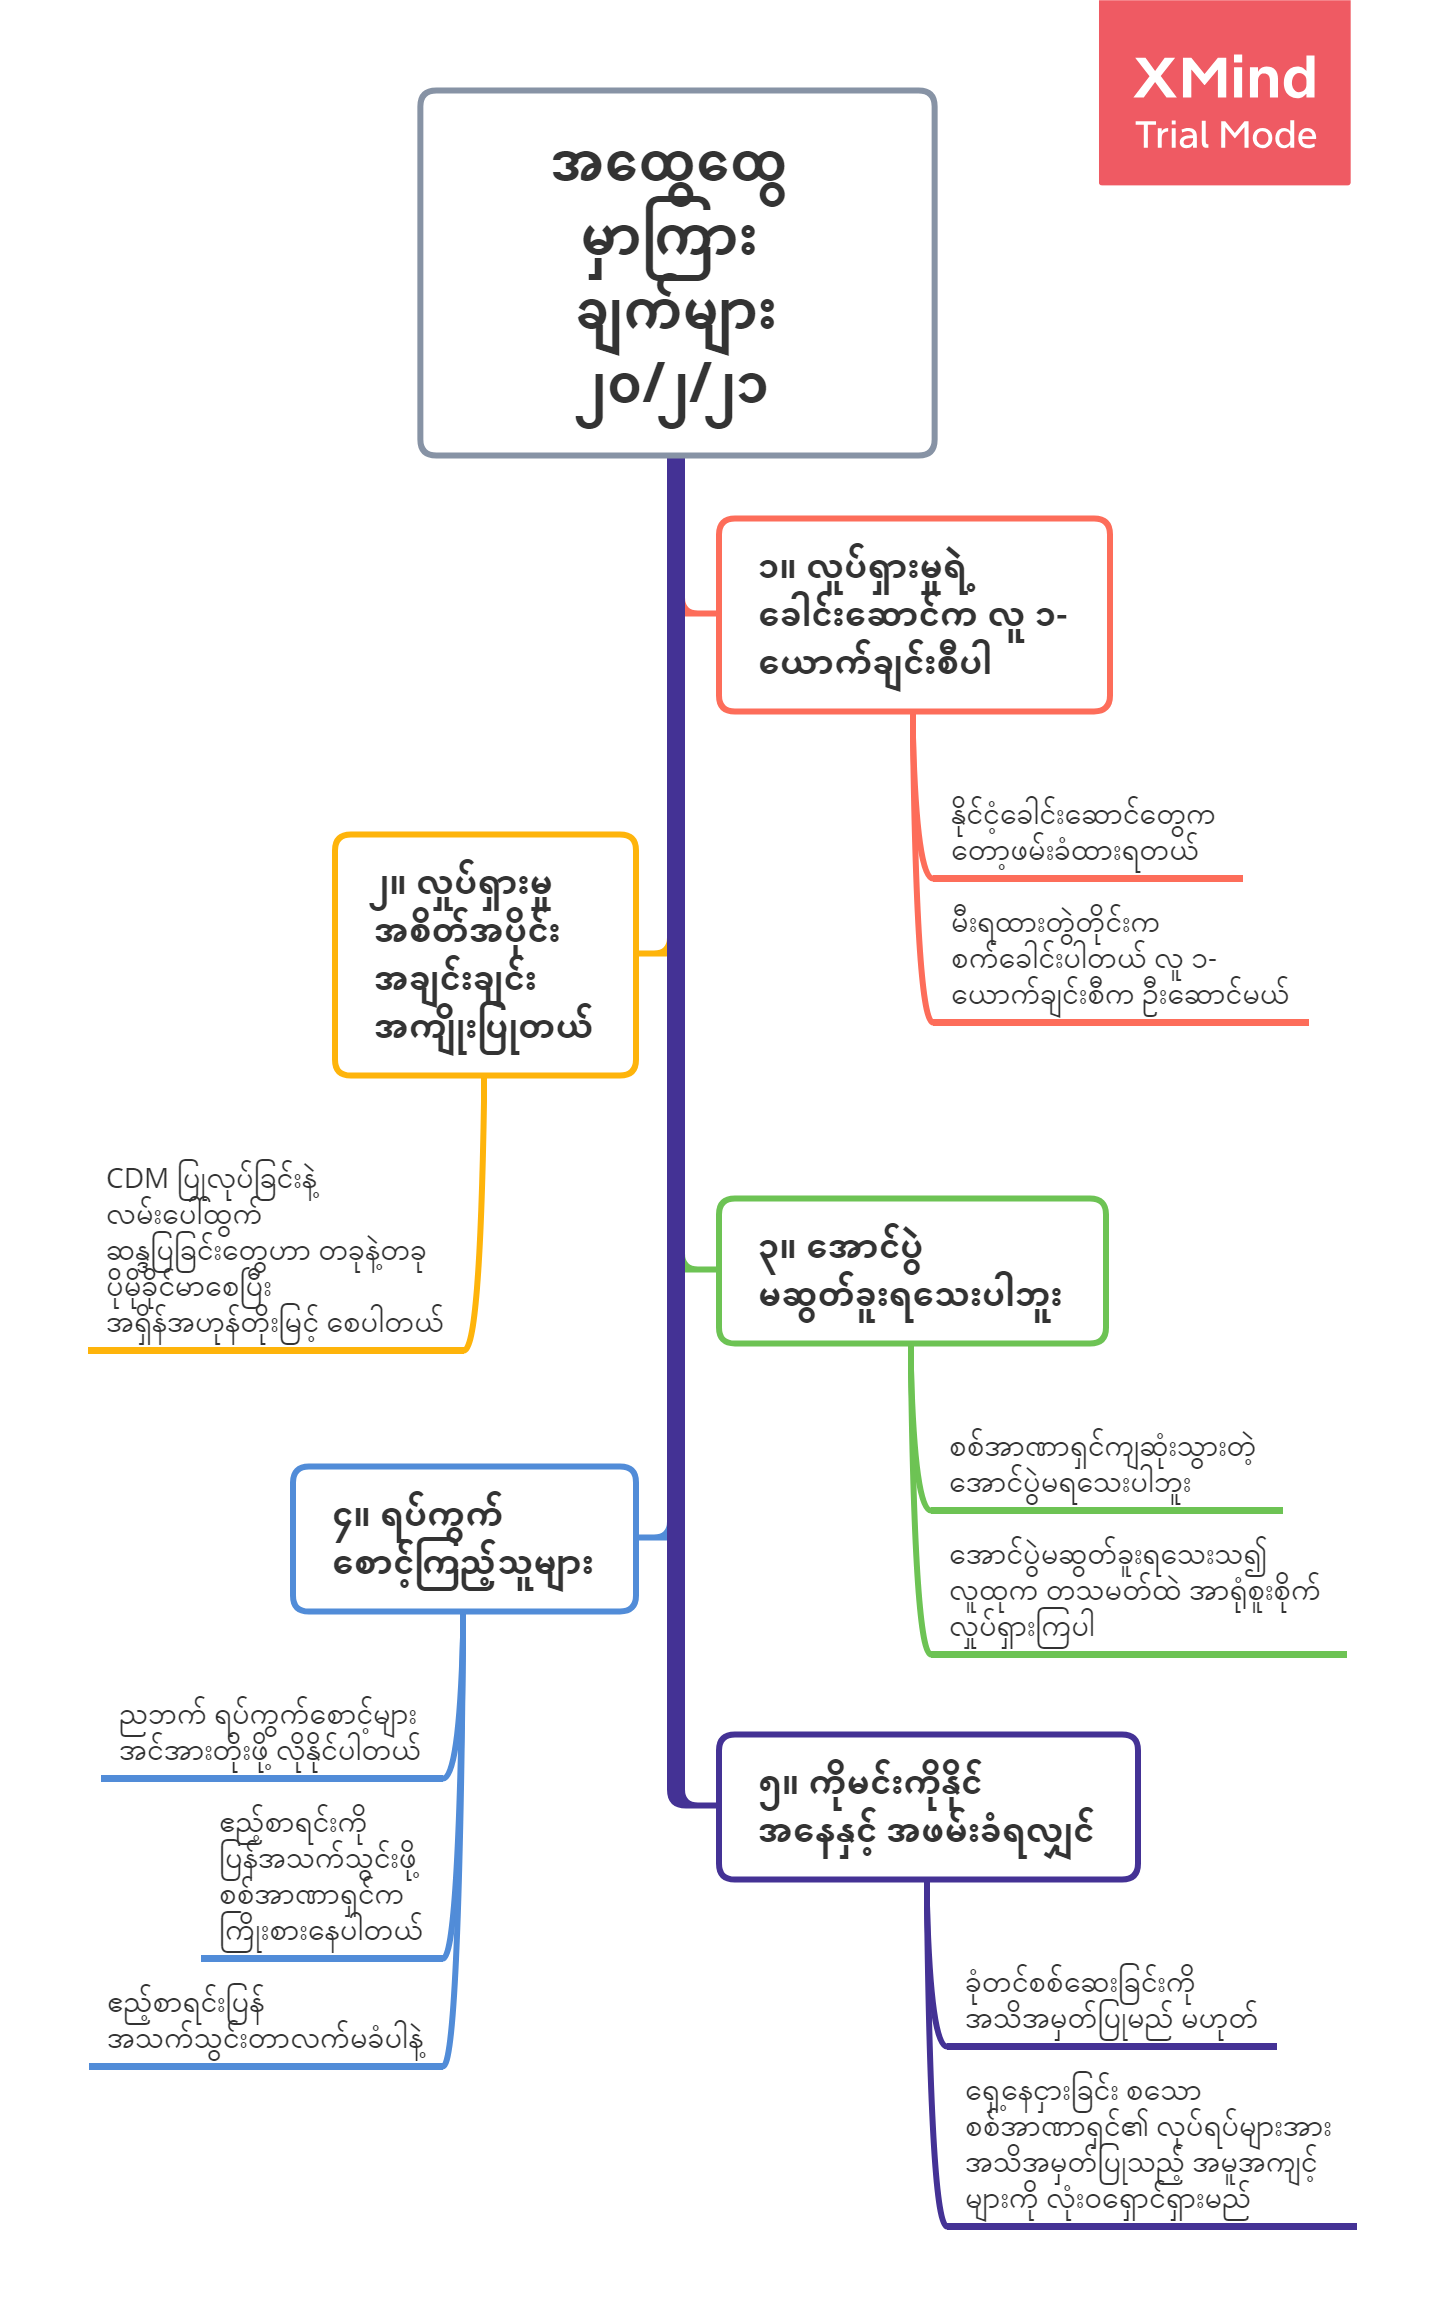 XMind
Trial Mode
အထွေထွေ
မှာကြား
ချက်များ
၂၀/၂/၂၁
၁။ လှုပ်ရှားမှုရဲ့
ခေါင်းဆောင်က လူ ၁-
ယောက်ချင်းစီပါ
နိုင်ငံ့ခေါင်းဆောင်တွေက
တော့ဖမ်းခံထားရတယ်
မီးရထားတွဲတိုင်းက
စက်ခေါင်းပါတယ် လူ ၁-
ယောက်ချင်းစီက ဦးဆောင်မယ်
၂။ လှုပ်ရှားမှု
အစိတ်အပိုင်း
အချင်းချင်း
အကျိုးပြုတယ်
CDM ပြုလုပ်ခြင်းနဲ့
လမ်းပေါ်ထွက်
ဆန္ဒပြခြင်းတွေဟာ တခုနဲ့တခု
ပိုမိုခိုင်မာစေပြီး
အရှိန်အဟုန်တိုးမြင့် စေပါတယ်
၃။ အောင်ပွဲ
မဆွတ်ခူးရသေးပါဘူး
စစ်အာဏာရှင်ကျဆုံးသွားတဲ့
အောင်ပွဲမရသေးပါဘူး
အောင်ပွဲမဆွတ်ခူးရသေးသ၍
လူထုက တသမတ်ထဲ အာရုံစူးစိုက်
လှုပ်ရှားကြပါ
၄။ ရပ်ကွက်
စောင့်ကြည့်သူများ
ညဘက် ရပ်ကွက်စောင့်များ
အင်အားတိုးဖို့ လိုနိုင်ပါတယ်
ဧည့်စာရင်းကို
ပြန်အသက်သွင်းဖို့
စစ်အာဏာရှင်က
ကြိုးစားနေပါတယ်
ဧည့်စာရင်းပြန်
အသက်သွင်းတာလက်မခံပါနဲ့
၅။ ကိုမင်းကိုနိုင်
အနေနှင့် အဖမ်းခံရလျှင်
ခုံတင်စစ်ဆေးခြင်းကို
အသိအမှတ်ပြုမည် မဟုတ်
ရှေ့နေငှားခြင်း စသော
စစ်အာဏာရှင်၏ လုပ်ရပ်များအား
အသိအမှတ်ပြုသည့် အမူအကျင့်
များကို လုံးဝရှောင်ရှားမည်